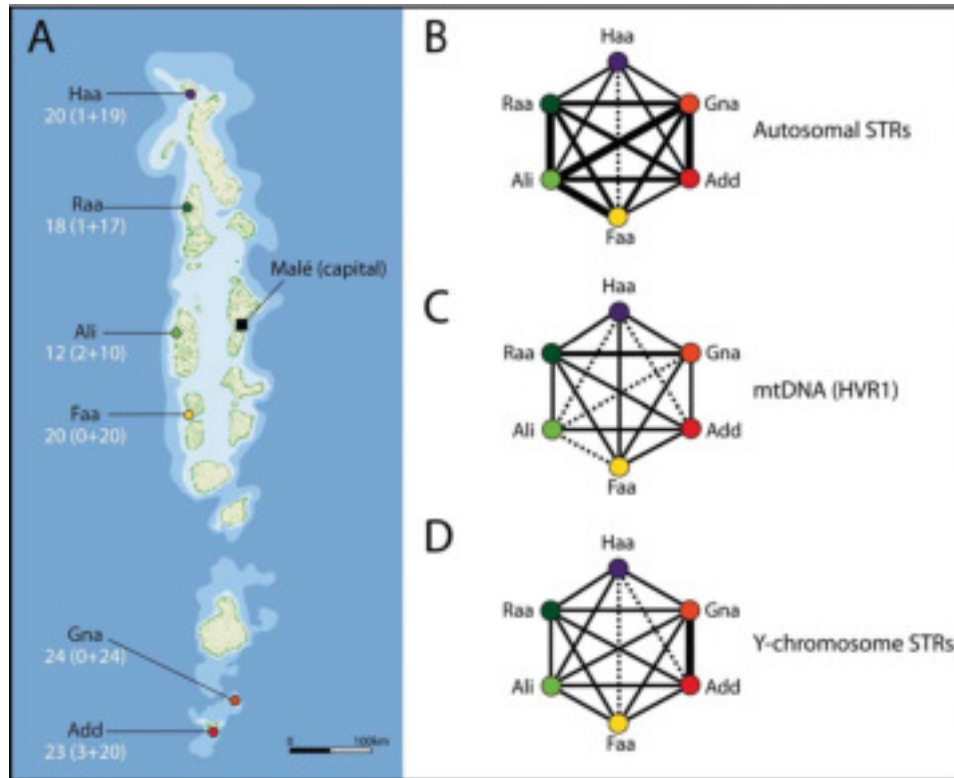 A
Haa
20 (1+19)
Raa
18 (1+17)
Malé (capital)
Ali
12 (2+10)
Faa
20 (0+20)
Gna
24 (0+24)
Add
23 (3+20)
0 100km
B
Haa
Raa
Gna
Autosomal STRs
Ali
Add
Faa
C
Haa
Raa
Gna
mtDNA (HVR1)
Ali
Add
Faa
D
Haa
Raa
Gna
Y-chromosome STRs
Ali
Add
Faa